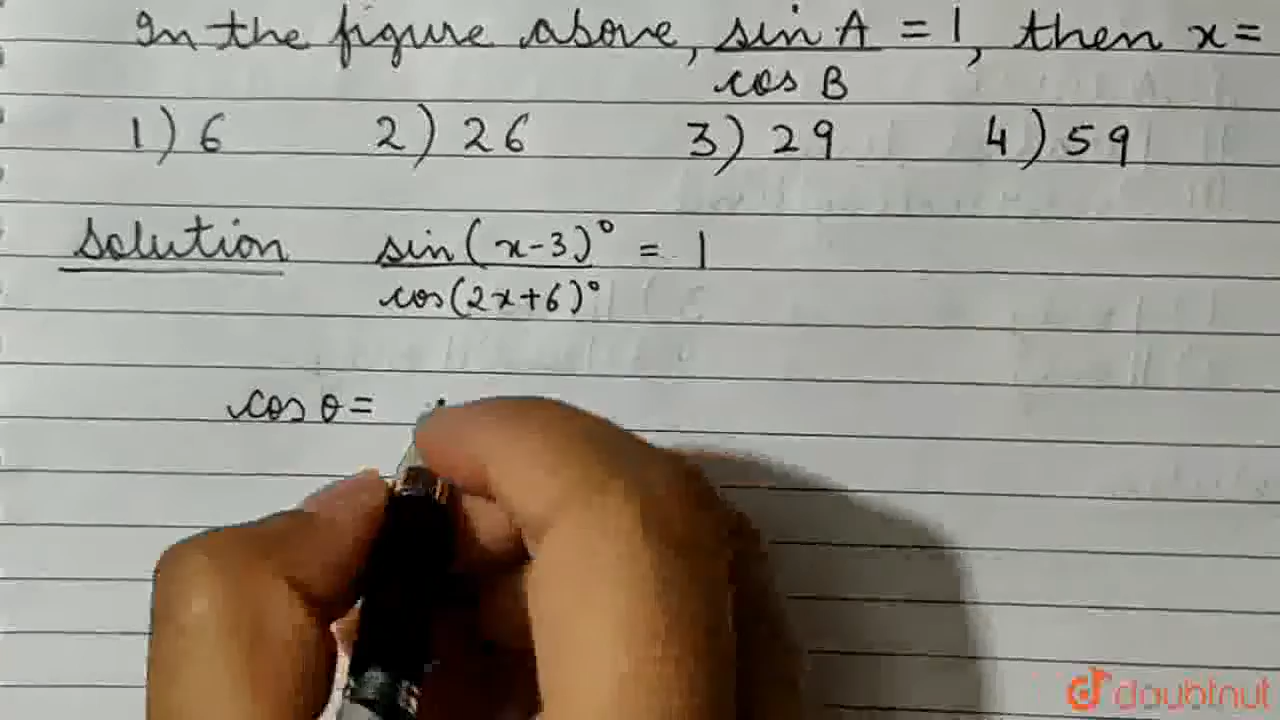 In the figure above, sin A / cos B = 1, then x =
1) 6 2) 26 3) 29 4) 59
Solution sin(x-3)° / cos(2x+6)° = 1
cos θ =
doubtnut